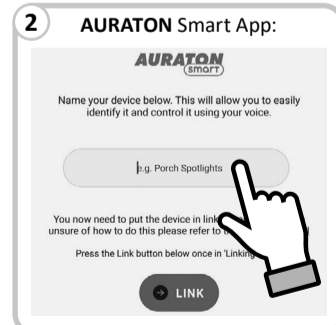 2
AURATON Smart App:
AURATON
smart
Name your device below. This will allow you to easily
identify it and control it using your voice.
e.g. Porch Spotlights
You now need to put the device in link
unsure of how to do this please refer to
Press the Link button below once in 'Linking
LINK